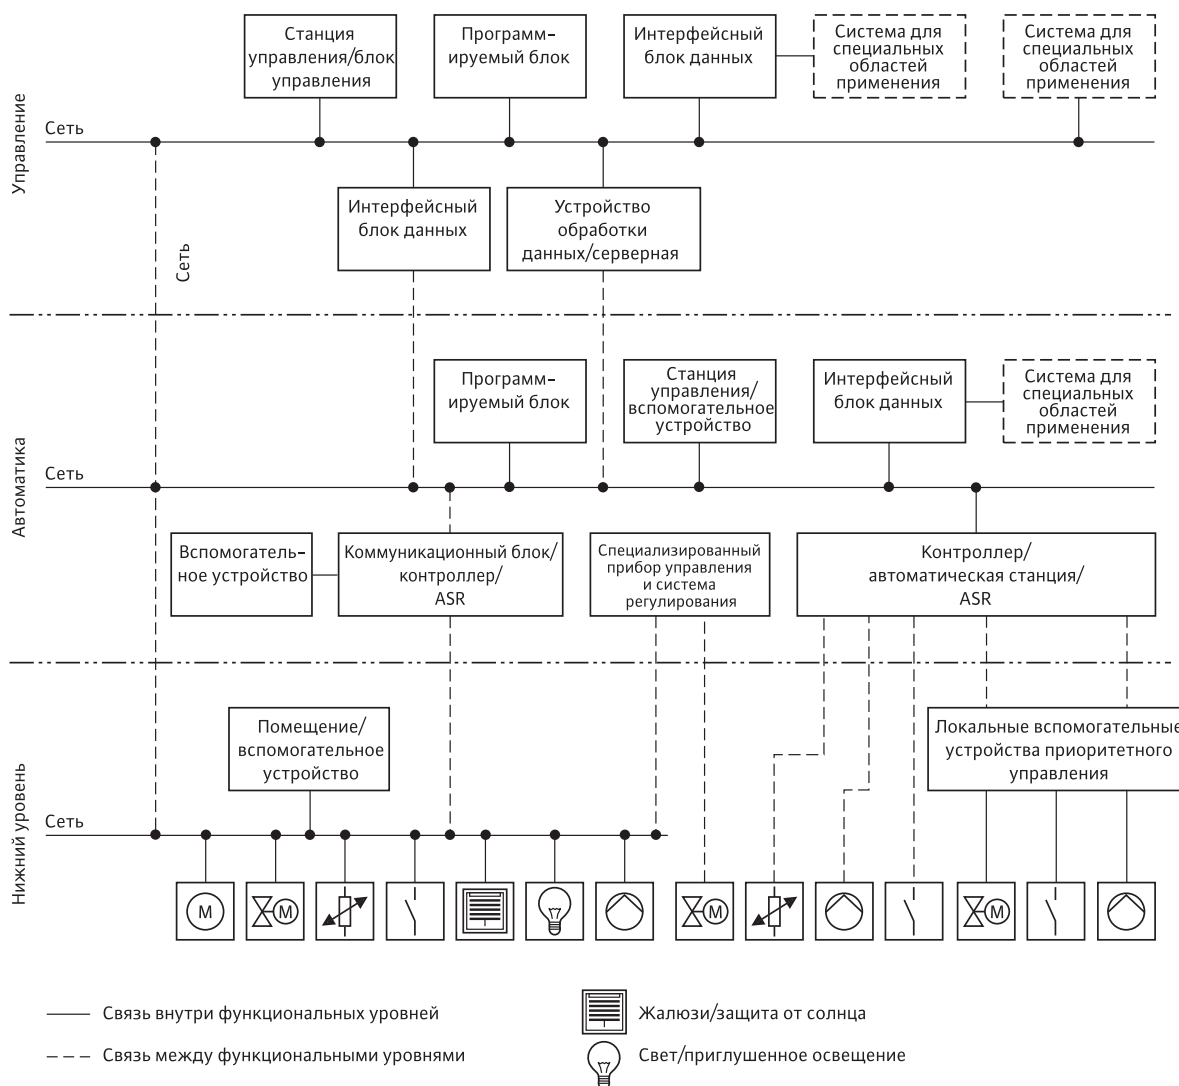 Станция
управления/блок
управления
Программ-
ируемый блок
Интерфейсный
блок данных
Система для
специальных
областей
применения
Система для
специальных
областей
применения
Управление
Сеть
Интерфейсный
блок данных
Устройство
обработки
данных/серверная
Сеть
Программ-
ируемый блок
Станция
управления/
вспомогательное
устройство
Интерфейсный
блок данных
Система для
специальных
областей
применения
Автоматика
Сеть
Вспомогатель-
ное устройство
Коммуникационный блок/
контроллер/
ASR
Специализированный
прибор управления
и система
регулирования
Контроллер/
автоматическая станция/
ASR
Помещение/
вспомогательное
устройство
Локальные вспомогательные
устройства приоритетного
управления
Нижний уровень
Сеть
M
M
M
M
Связь внутри функциональных уровней
Жалюзи/защита от солнца
Связь между функциональными уровнями
Свет/приглушенное освещение